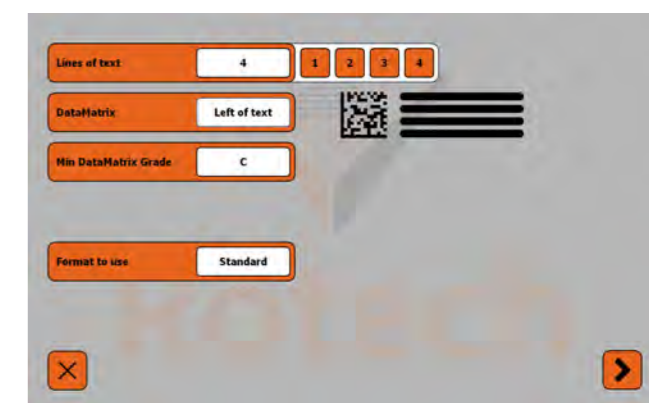 Lines of text 4 1 2 3 4
DataMatrix Left of text
Min DataMatrix Grade C
Format to use Standard